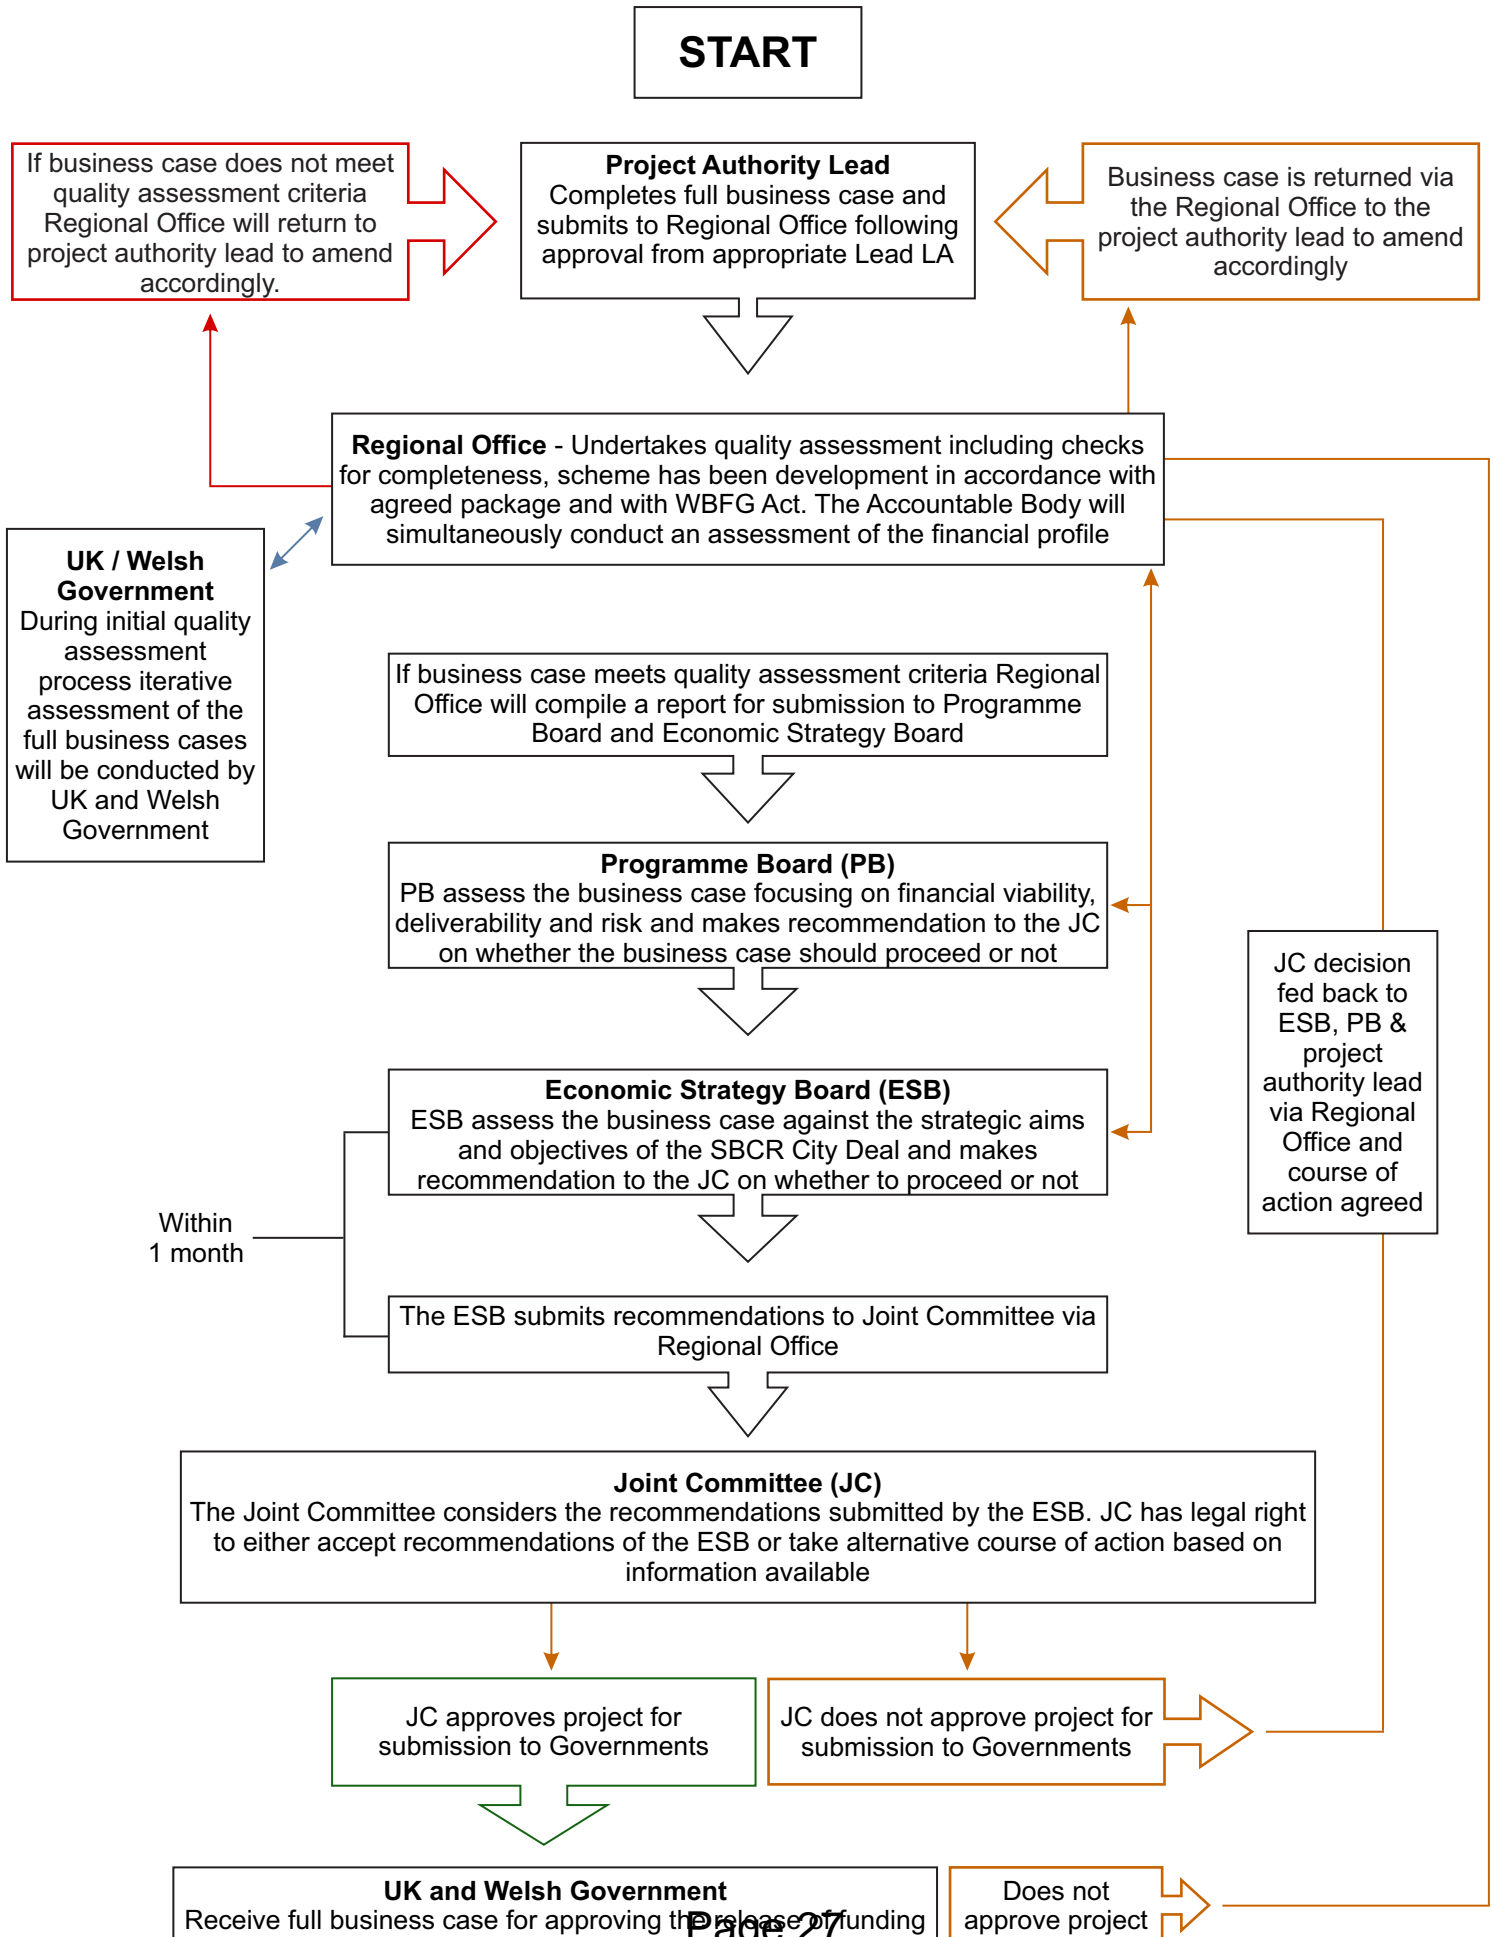 START
If business case does not meet
quality assessment criteria
Regional Office will return to
project authority lead to amend
accordingly.
Project Authority Lead
Completes full business case and
submits to Regional Office following
approval from appropriate Lead LA
Business case is returned via
the Regional Office to the
project authority lead to amend
accordingly
Regional Office - Undertakes quality assessment including checks
for completeness, scheme has been development in accordance with
agreed package and with WBFG Act. The Accountable Body will
simultaneously conduct an assessment of the financial profile
UK / Welsh
Government
During initial quality
assessment
process iterative
assessment of the
full business cases
will be conducted by
UK and Welsh
Government
If business case meets quality assessment criteria Regional
Office will compile a report for submission to Programme
Board and Economic Strategy Board
Programme Board (PB)
PB assess the business case focusing on financial viability,
deliverability and risk and makes recommendation to the JC
on whether the business case should proceed or not
JC decision
fed back to
ESB, PB &
project
authority lead
via Regional
Office and
course of
action agreed
Economic Strategy Board (ESB)
ESB assess the business case against the strategic aims
and objectives of the SBCR City Deal and makes
recommendation to the JC on whether to proceed or not
Within
1 month
The ESB submits recommendations to Joint Committee via
Regional Office
Joint Committee (JC)
The Joint Committee considers the recommendations submitted by the ESB. JC has legal right
to either accept recommendations of the ESB or take alternative course of action based on
information available
JC approves project for
submission to Governments
JC does not approve project for
submission to Governments
UK and Welsh Government
Receive full business case for approving the release of funding
Does not
approve project
Page 27